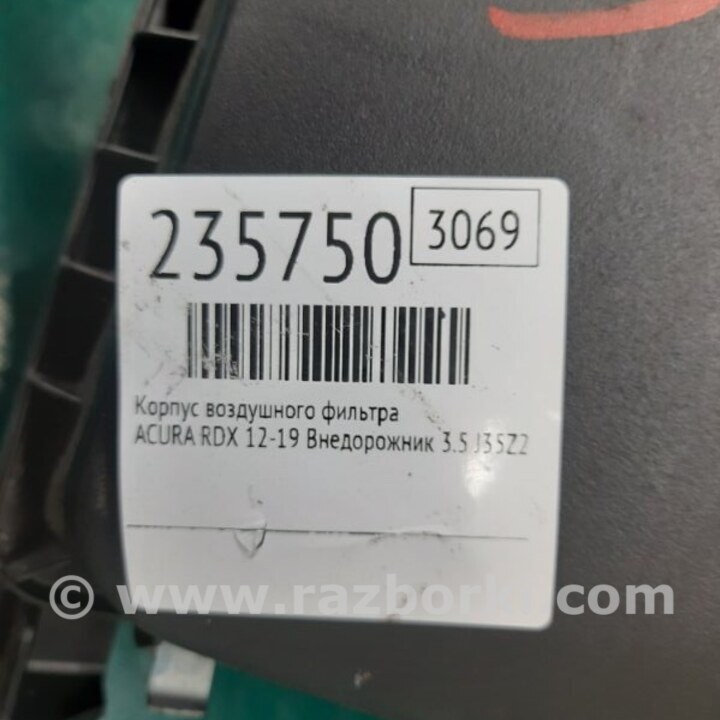 235750 3069
Корпус воздушного фильтра
ACURA RDX 12-19 Внедорожник 3.5 J35Z2
© www.razborka.com